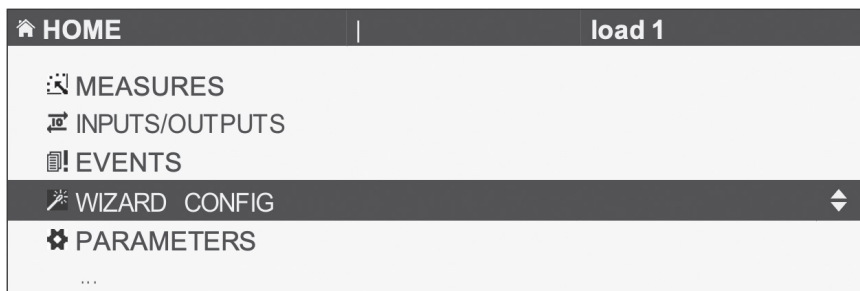 HOME | load 1
MEASURES
INPUTS/OUTPUTS
EVENTS
WIZARD CONFIG
PARAMETERS
...